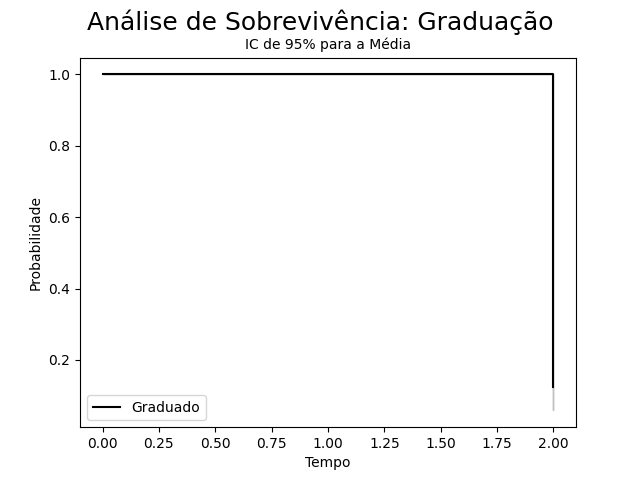 Análise de Sobrevivência: Graduação
IC de 95% para a Média
1.0
0.8
0.6
0.4
0.2
Probabilidade
Graduado
0.00 0.25 0.50 0.75 1.00 1.25 1.50 1.75 2.00
Tempo